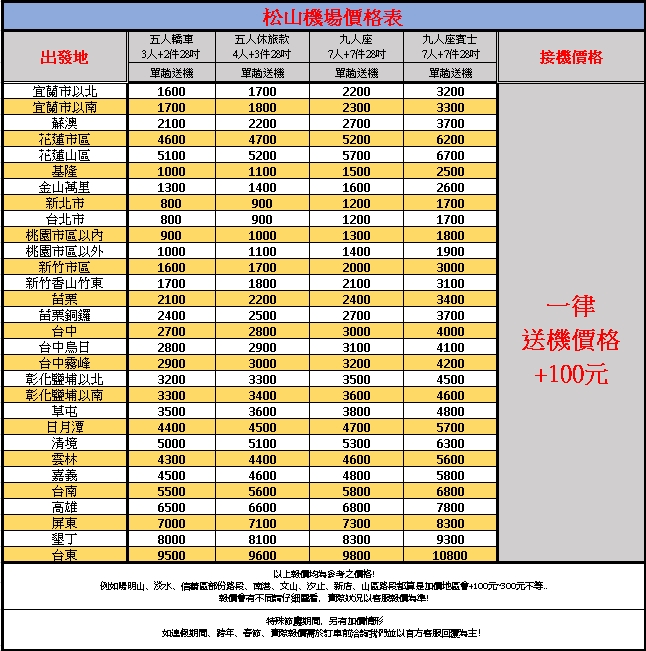 松山機場價格表
出發地 五人轎車 五人休旅款 九人座 九人座賓士 接機價格
3人+2件28吋 4人+3件28吋 7人+7件28吋 7人+7件28吋
單趟送機 單趟送機 單趟送機 單趟送機
宜蘭市以北 1600 1700 2200 3200
宜蘭市以南 1700 1800 2300 3300
蘇澳 2100 2200 2700 3700
花蓮市區 4600 4700 5200 6200
花蓮山區 5100 5200 5700 6700
基隆 1000 1100 1500 2500
金山萬里 1300 1400 1600 2600
新北市 800 900 1200 1700
台北市 800 900 1200 1700
桃園市區以內 900 1000 1300 1800
桃園市區以外 1000 1100 1400 1900
新竹市區 1600 1700 2000 3000
新竹香山竹東 1700 1800 2100 3100
苗栗 2100 2200 2400 3400
苗栗銅鑼 2400 2500 2700 3700
台中 2700 2800 3000 4000
台中烏日 2800 2900 3100 4100
台中霧峰 2900 3000 3200 4200
彰化鹽埔以北 3200 3300 3500 4500
彰化鹽埔以南 3300 3400 3600 4600
草屯 3500 3600 3800 4800
日月潭 4400 4500 4700 5700
清境 5000 5100 5300 6300
雲林 4300 4400 4600 5600
嘉義 4500 4600 4800 5800
台南 5500 5600 5800 6800
高雄 6500 6600 6800 7800
屏東 7000 7100 7300 8300
墾丁 8000 8100 8300 9300
台東 9500 9600 9800 10800
一律
送機價格
+100元
以上報價均為參考之價格!
例如陽明山、淡水、信義區部份路段、南港、文山、汐止、新店、山區路段都算是加價地區會+100元~300元不等..
報價會有不同請仔細觀看，實際狀況以客服報價為準!
特殊節慶期間，另有加價情形
如連假期間、跨年、春節、實際報價需於訂車前洽詢我們並以官方客服回覆為主!